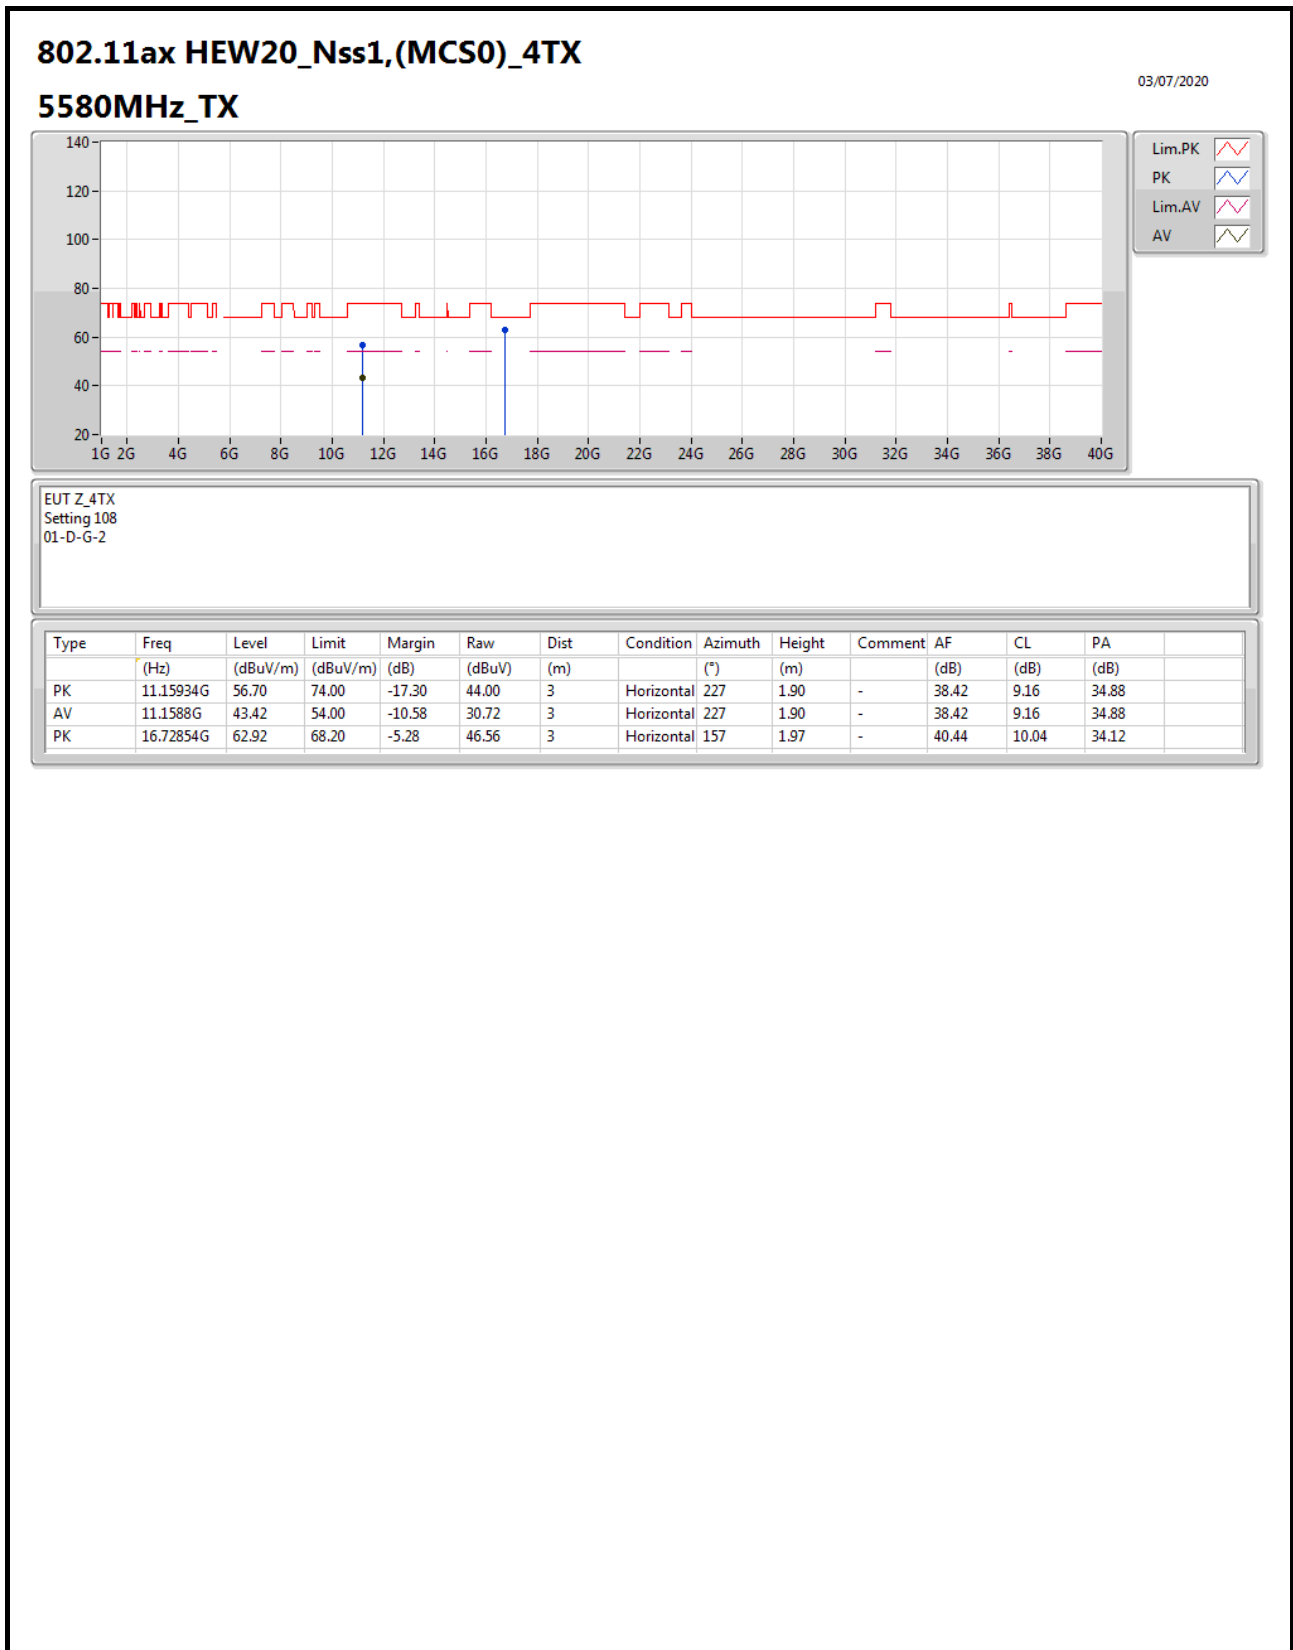 802.11ax HEW20_Nss1,(MCS0)_4TX
03/07/2020
5580MHz_TX
140
120
100
80
60
40
20
1G 2G 4G 6G 8G 10G 12G 14G 16G 18G 20G 22G 24G 26G 28G 30G 32G 34G 36G 38G 40G
Lim.PK
PK
Lim.AV
AV
EUT Z_4TX
Setting 108
01-D-G-2
Type Freq Level Limit Margin Raw Dist Condition Azimuth Height Comment AF CL PA
(Hz) (dBuV/m) (dBuV/m) (dB) (dBuV) (m) (°) (m) (dB) (dB) (dB)
PK 11.15934G 56.70 74.00 -17.30 44.00 3 Horizontal 227 1.90 - 38.42 9.16 34.88
AV 11.1588G 43.42 54.00 -10.58 30.72 3 Horizontal 227 1.90 - 38.42 9.16 34.88
PK 16.72854G 62.92 68.20 -5.28 46.56 3 Horizontal 157 1.97 - 40.44 10.04 34.12